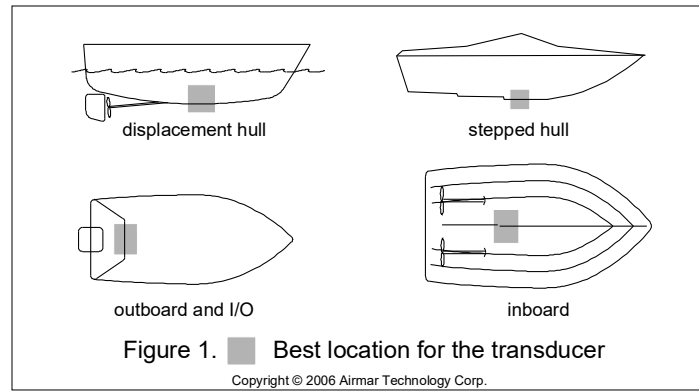 displacement hull
stepped hull
outboard and I/O
inboard
Figure 1. Best location for the transducer
Copyright © 2006 Airmar Technology Corp.